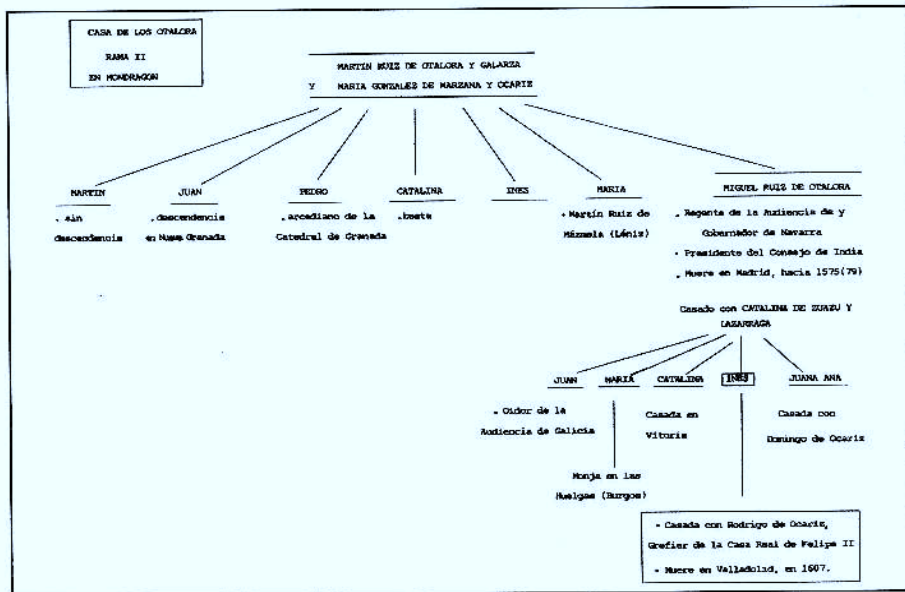 CASA DE LOS OTALORA
RAMA II
EN MONDRAGON
MARTIN RUIZ DE OTALORA Y GALARZA
Y MARIA GONZALEZ DE MARZANA Y OCARIZ
MARTIN
. sin
descendencia
JUAN
. descendencia
en Nueva Granada
PEDRO
. arcediano de la
Catedral de Granada
CATALINA
. beata
INES
MARIA
. Martín Ruiz de
(Léniz)
MIGUEL RUIZ DE OTALORA
. Regente de la Audiencia de y
Gobernador de Navarra
. Presidente del Consejo de India
. Muere en Madrid, hacia 1575(79)
Casado con CATALINA DE ZUAZU Y
LAZARRAGA
JUAN
. Oidor de la
Audiencia de Galicia
MARIA
Monja en las
Huelgas (Burgos)
CATALINA
Casada en
Vitoria
INES
. Casada con Rodrigo de Ocariz,
Grefier de la Casa Real de Felipe II
. Muere en Valladolid, en 1607.
JUANA ANA
Casada con
Domingo de Ocariz